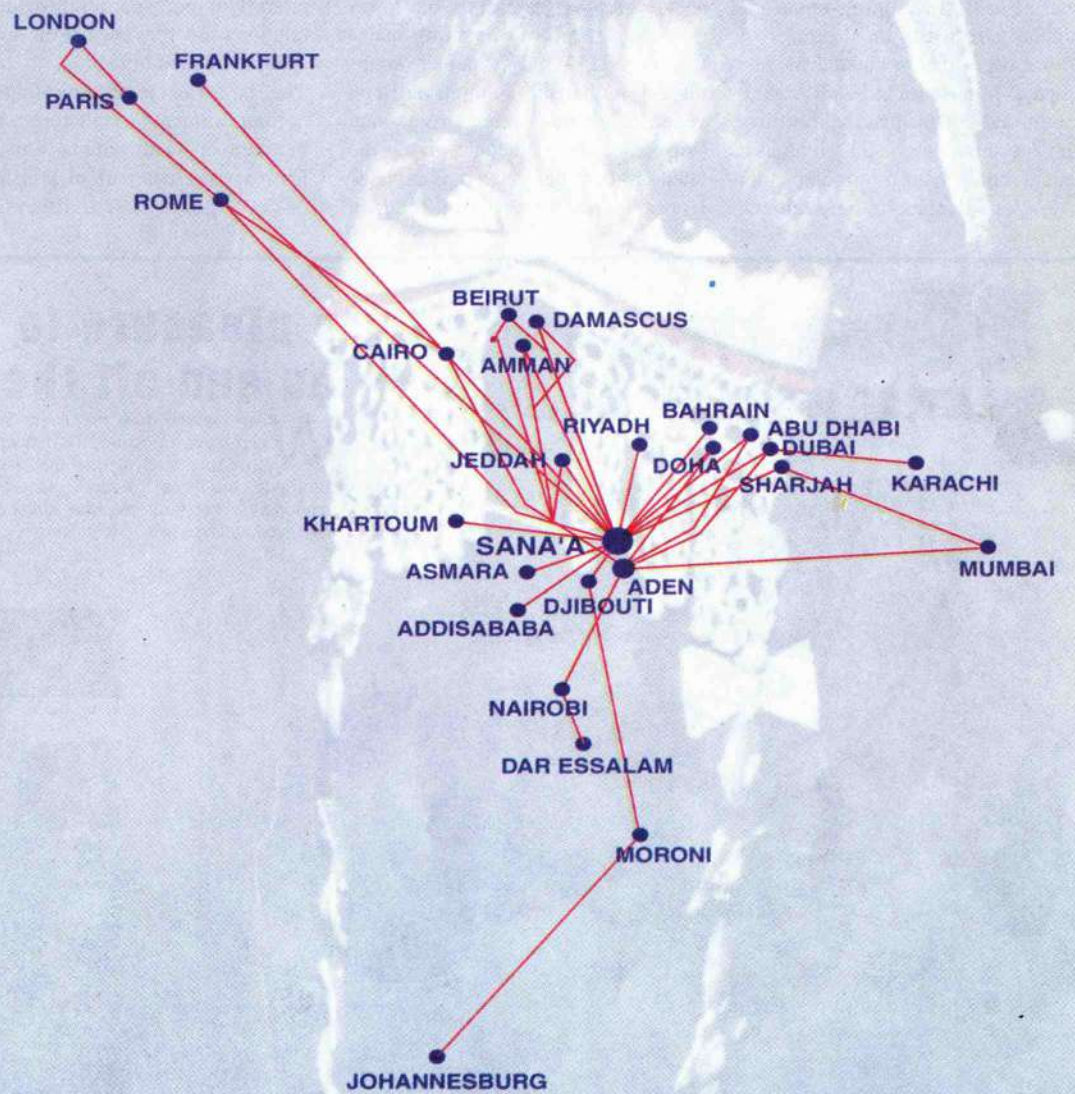 LONDON
FRANKFURT
PARIS
ROME
BEIRUT
DAMASCUS
CAIRO
AMMAN
BAHRAIN
RIYADH
ABU DHABI
DUBAI
JEDDAH
DOHA
SHARJAH
KARACHI
KHARTOUM
SANA'A
MUMBAI
ASMARA
ADEN
DJIBOUTI
ADDISABABA
NAIROBI
DAR ESSALAM
MORONI
JOHANNESBURG